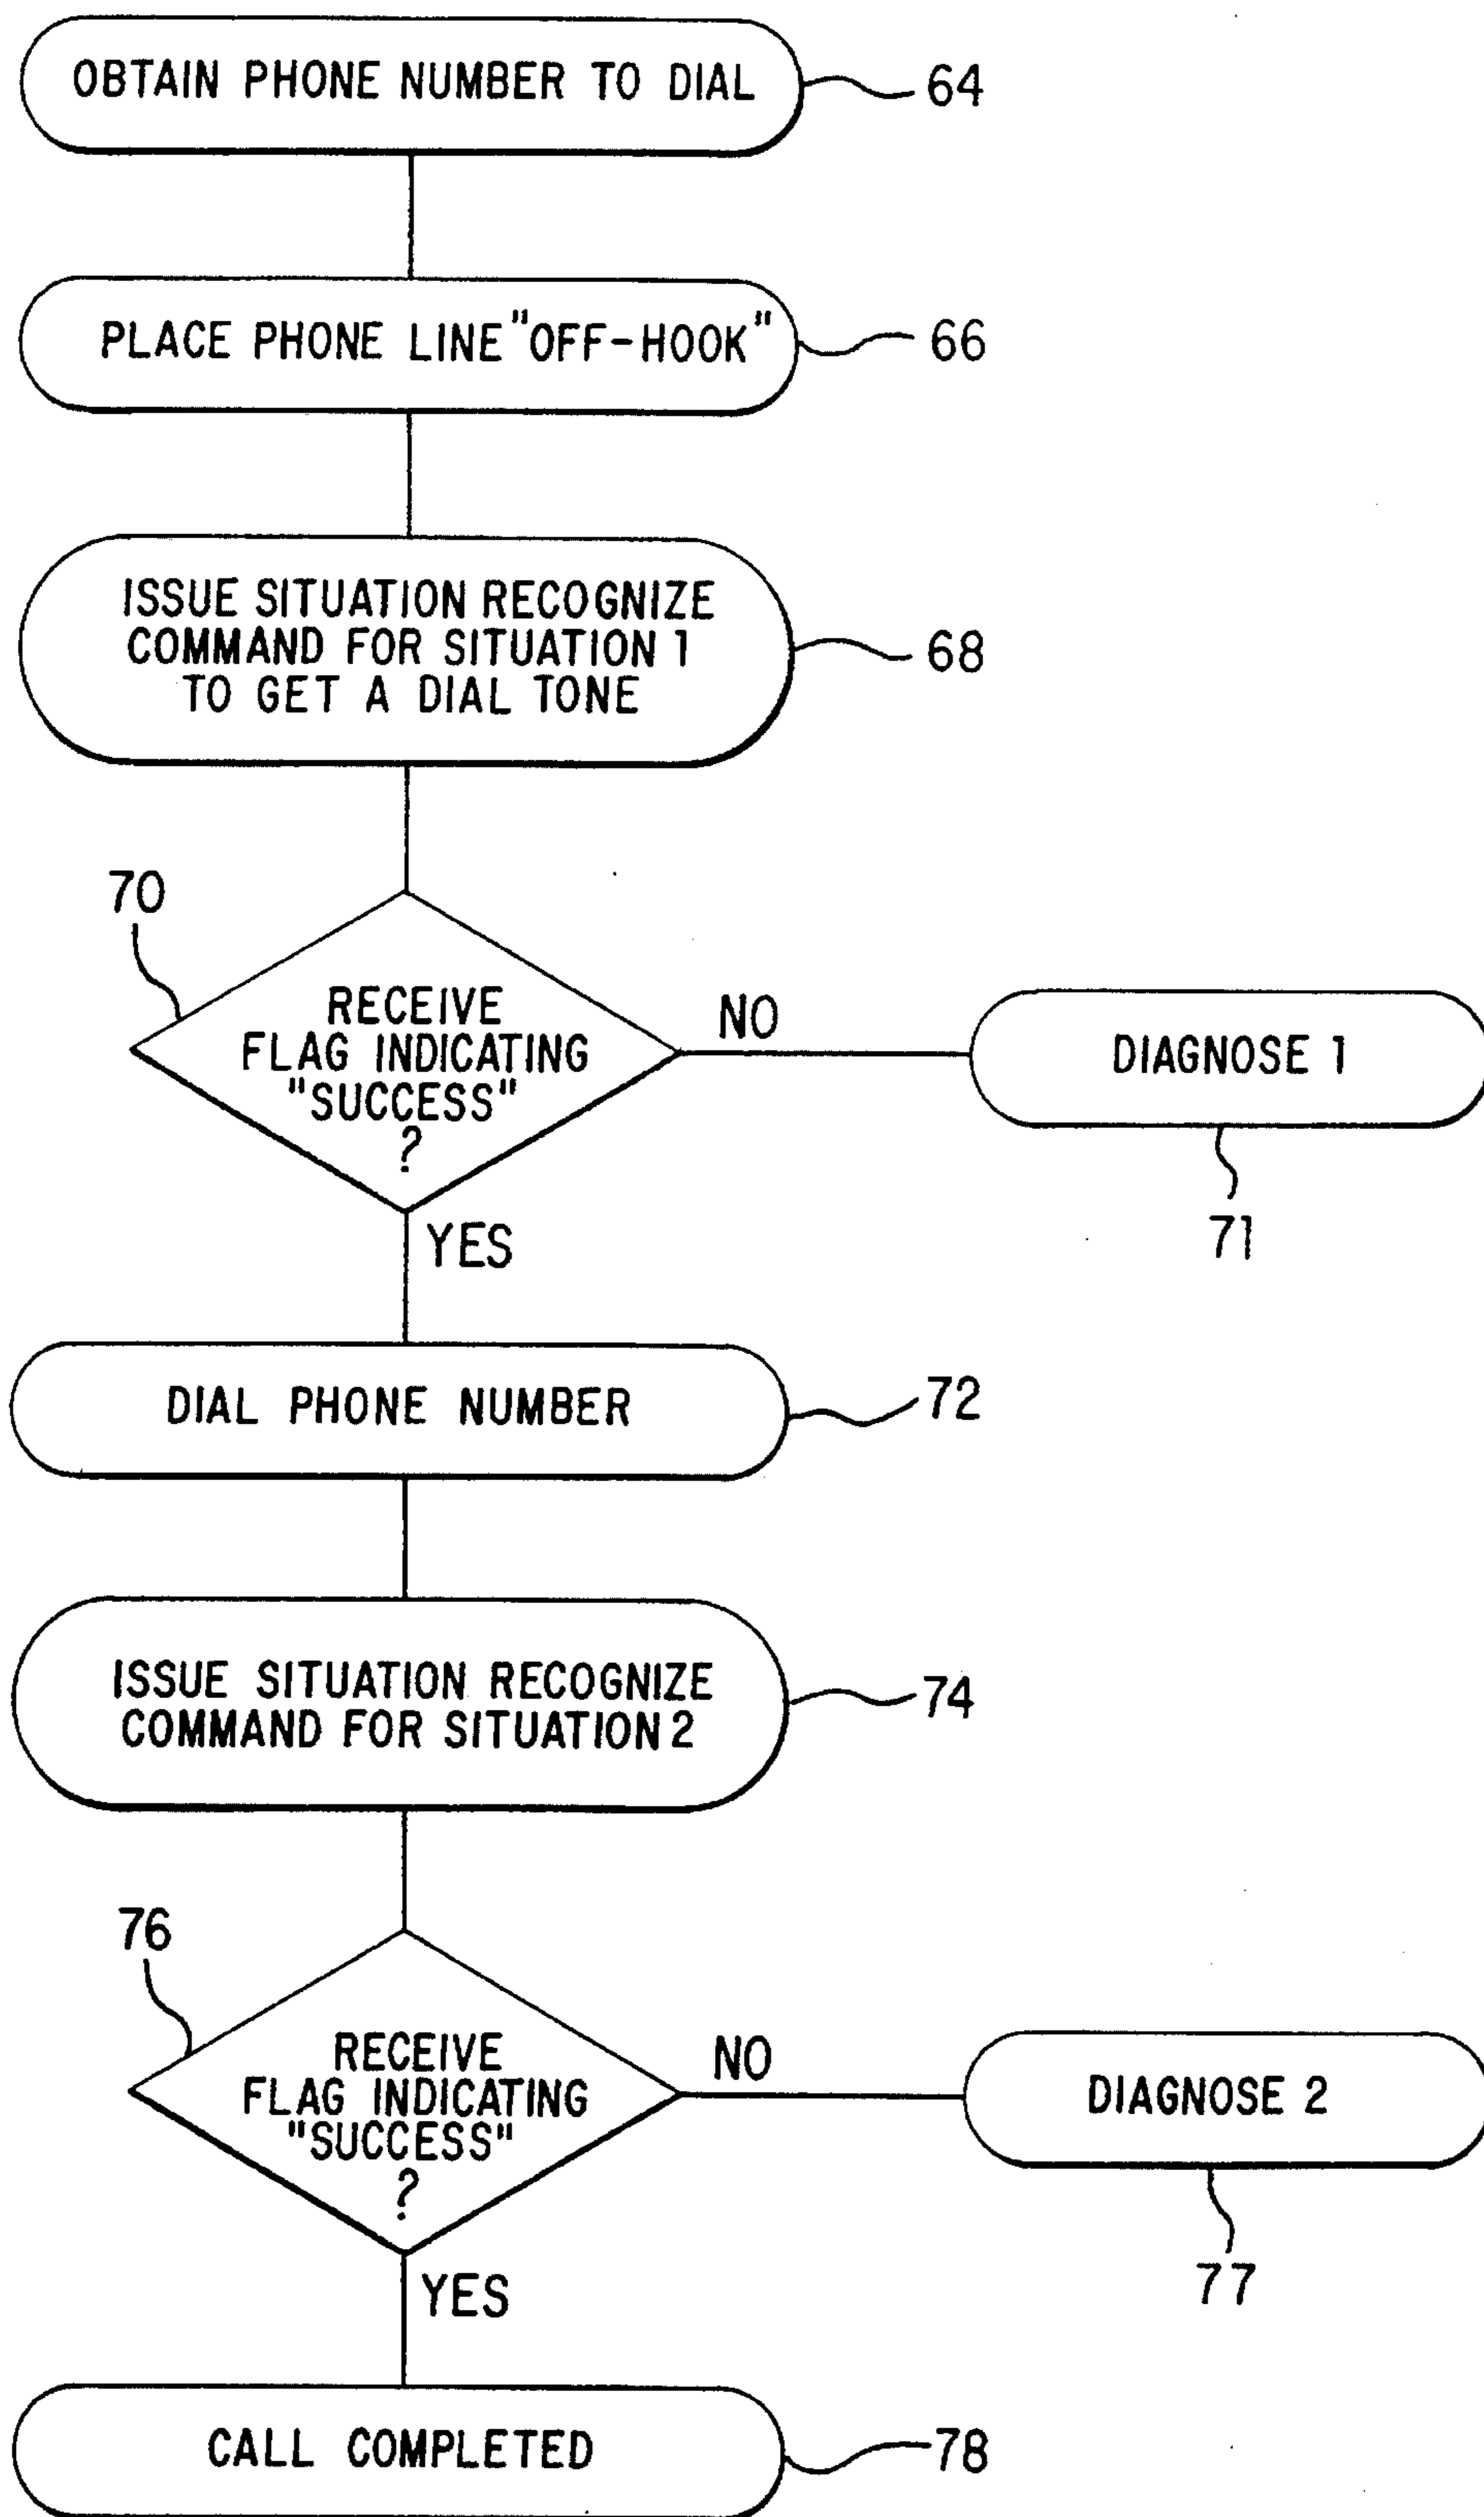 OBTAIN PHONE NUMBER TO DIAL
64
PLACE PHONE LINE "OFF-HOOK"
66
ISSUE SITUATION RECOGNIZE
COMMAND FOR SITUATION 1
TO GET A DIAL TONE
68
70
RECEIVE
FLAG INDICATING
"SUCCESS"
?
NO
DIAGNOSE 1
71
YES
DIAL PHONE NUMBER
72
ISSUE SITUATION RECOGNIZE
COMMAND FOR SITUATION 2
74
76
RECEIVE
FLAG INDICATING
"SUCCESS"
?
NO
DIAGNOSE 2
77
YES
CALL COMPLETED
78